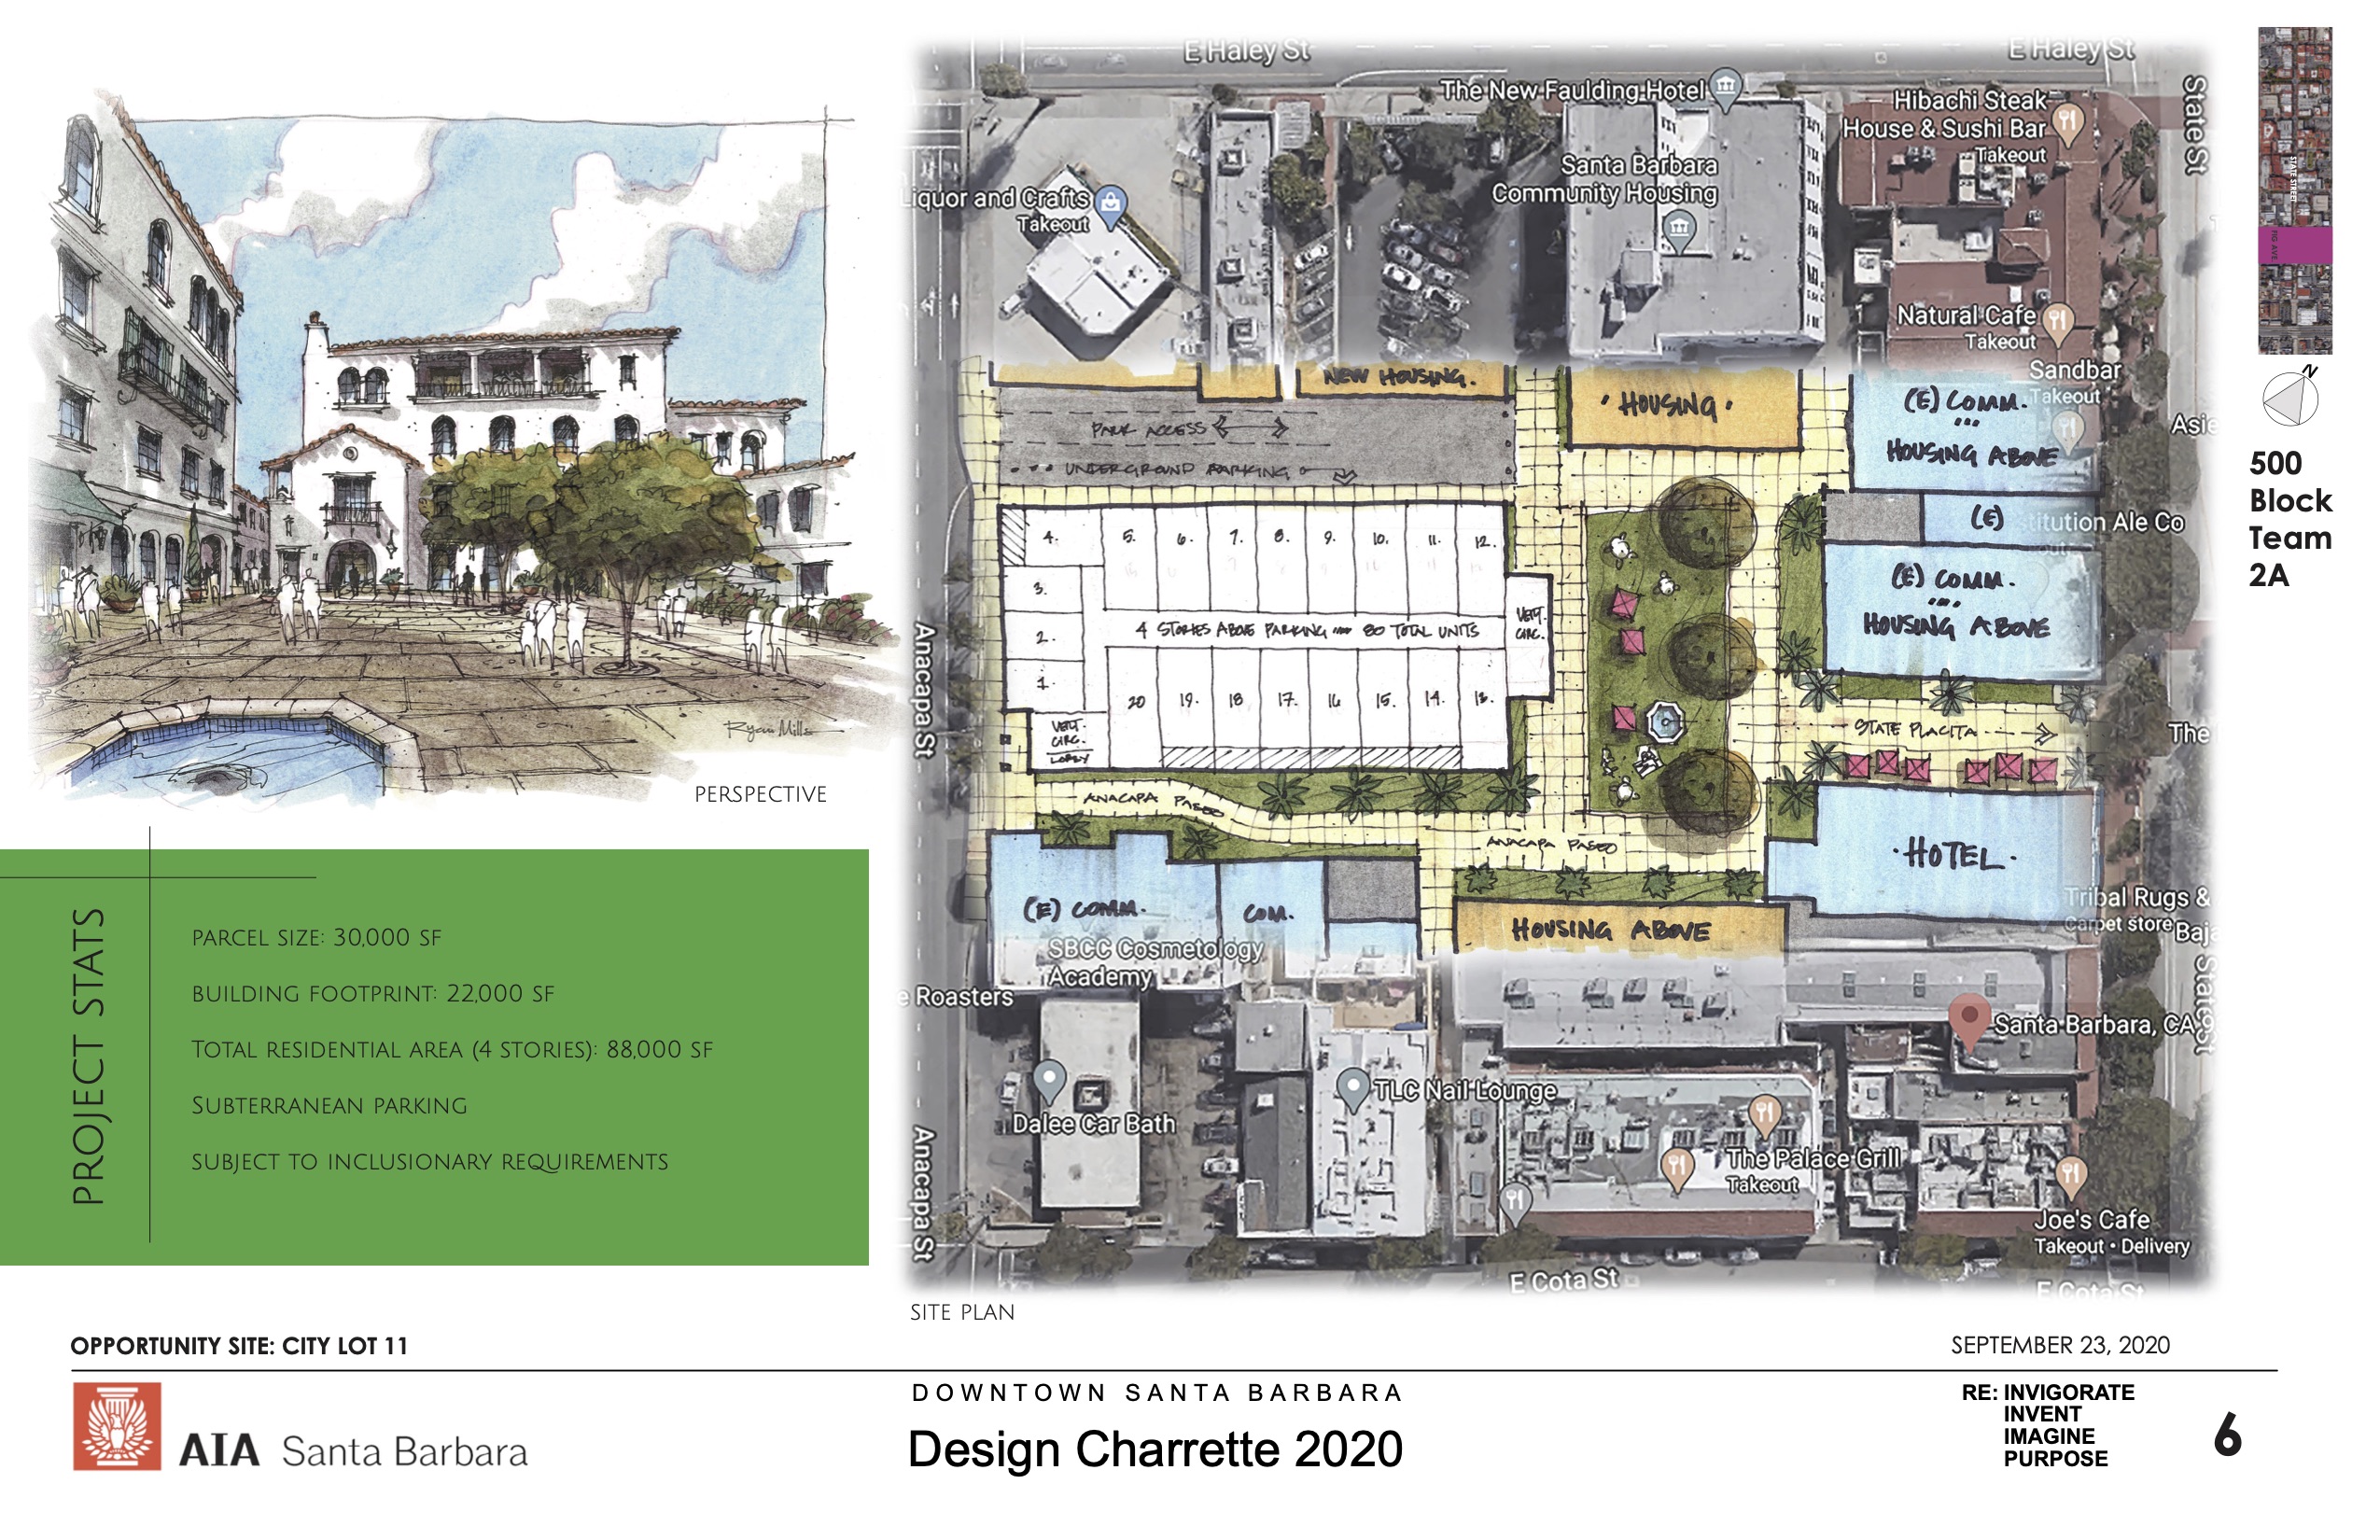 E Haley St
E Haley St
State St
The New Faulding Hotel
Hibachi Steak
House & Sushi Bar
Takeout
Santa Barbara
Community Housing
Liquor and Crafts
Takeout
Natural Cafe
Takeout
Sandbar
Takeout
Asie
STATE STREET
N
500
Block
Team
2A
NEW HOUSING.
• HOUSING •
(E) COMM.
HOUSING ABOVE
PARK ACCESS
UNDERGROUND PARKING
(E)
titution Ale Co
(E) COMM.
HOUSING ABOVE
4. 5. 6. 7. 8. 9. 10. 11. 12.
3.
2.
1.
4 STORIES ABOVE PARKING 80 TOTAL UNITS
VERT.
CIRC.
20 19. 18 17. 16 15. 14. 13.
VERT.
CIRC.
LOBBY
STATE PLACITA
The
ANACAPA PASEO
ANACAPA PASEO
• HOTEL •
(E) COMM.
COM.
HOUSING ABOVE
Anacapa St
Anacapa St
SBCC Cosmetology
Academy
e Roasters
Tribal Rugs &
Carpet store
Baja
State St
Santa Barbara, CA
TLC Nail Lounge
Dalee Car Bath
The Palace Grill
Takeout
Joe's Cafe
Takeout • Delivery
E Cota St
E Cota St
Ryan Mills
PERSPECTIVE
PROJECT STATS
PARCEL SIZE: 30,000 SF
BUILDING FOOTPRINT: 22,000 SF
TOTAL RESIDENTIAL AREA (4 STORIES): 88,000 SF
SUBTERRANEAN PARKING
SUBJECT TO INCLUSIONARY REQUIREMENTS
SITE PLAN
OPPORTUNITY SITE: CITY LOT 11
SEPTEMBER 23, 2020
AIA Santa Barbara
DOWNTOWN SANTA BARBARA
Design Charrette 2020
RE: INVIGORATE
INVENT
IMAGINE
PURPOSE
6